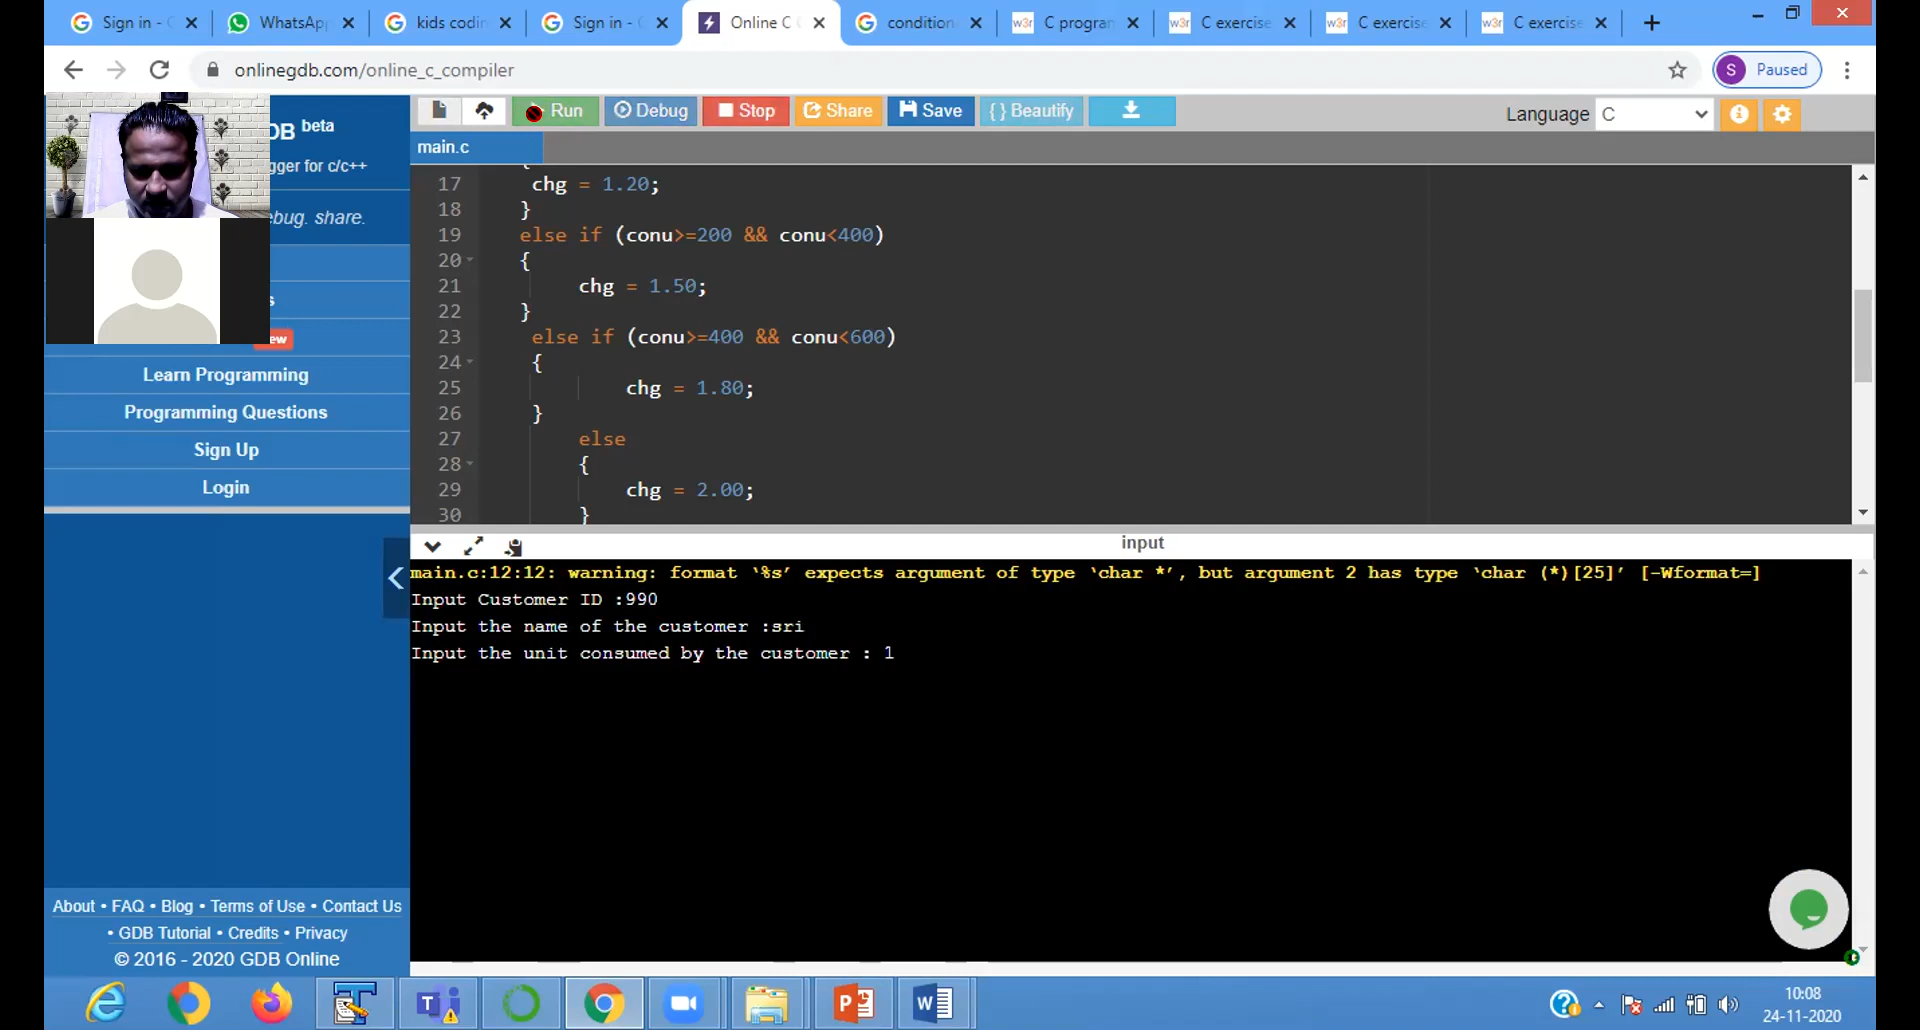 Sign in - G
WhatsApp
kids codin
Sign in - G
Online C C
condition
w3r C program
w3r C exercise
w3r C exercise
w3r C exercise
onlinegdb.com/online_c_compiler
S Paused
Run Debug Stop Share Save {} Beautify
Language C
DB beta
gger for c/c++
ebug. share.
s
ew
Learn Programming
Programming Questions
Sign Up
Login
main.c
17 chg = 1.20;
18 }
19 else if (conu>=200 && conu<400)
20 {
21 chg = 1.50;
22 }
23 else if (conu>=400 && conu<600)
24 {
25 chg = 1.80;
26 }
27 else
28 {
29 chg = 2.00;
30 }
input
main.c:12:12: warning: format ‘%s’ expects argument of type ‘char *’, but argument 2 has type ‘char (*)[25]’ [-Wformat=]
Input Customer ID :990
Input the name of the customer :sri
Input the unit consumed by the customer : 1
About • FAQ • Blog • Terms of Use • Contact Us
• GDB Tutorial • Credits • Privacy
© 2016 - 2020 GDB Online
10:08
24-11-2020